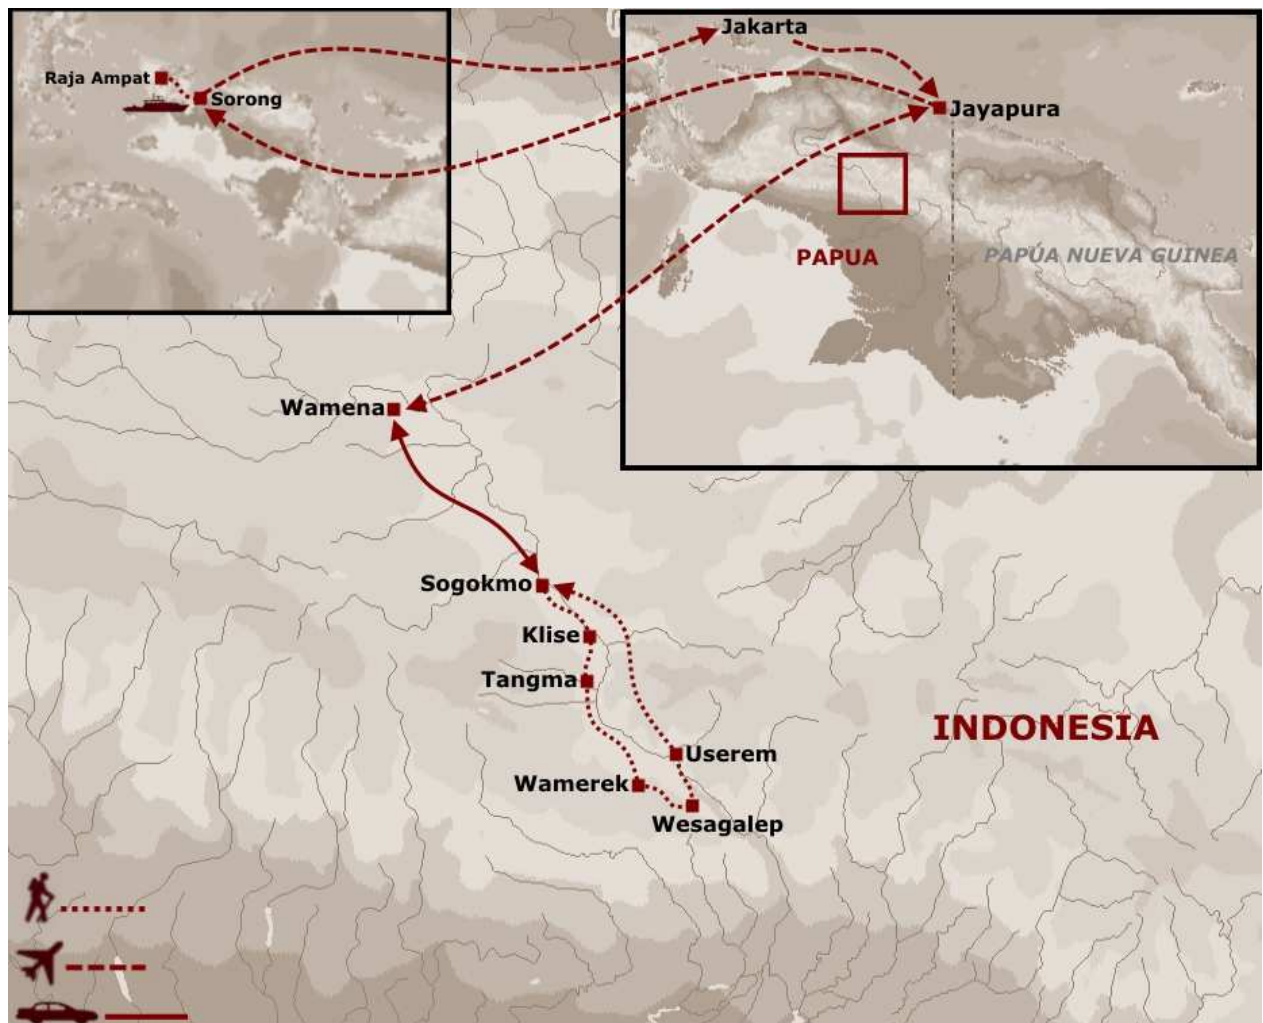 Jakarta
Raja Ampat
Sorong
Jayapura
PAPUA
PAPÚA NUEVA GUINEA
Wamena
Sogokmo
Klise
Tangma
INDONESIA
Userem
Wamerek
Wesagalep